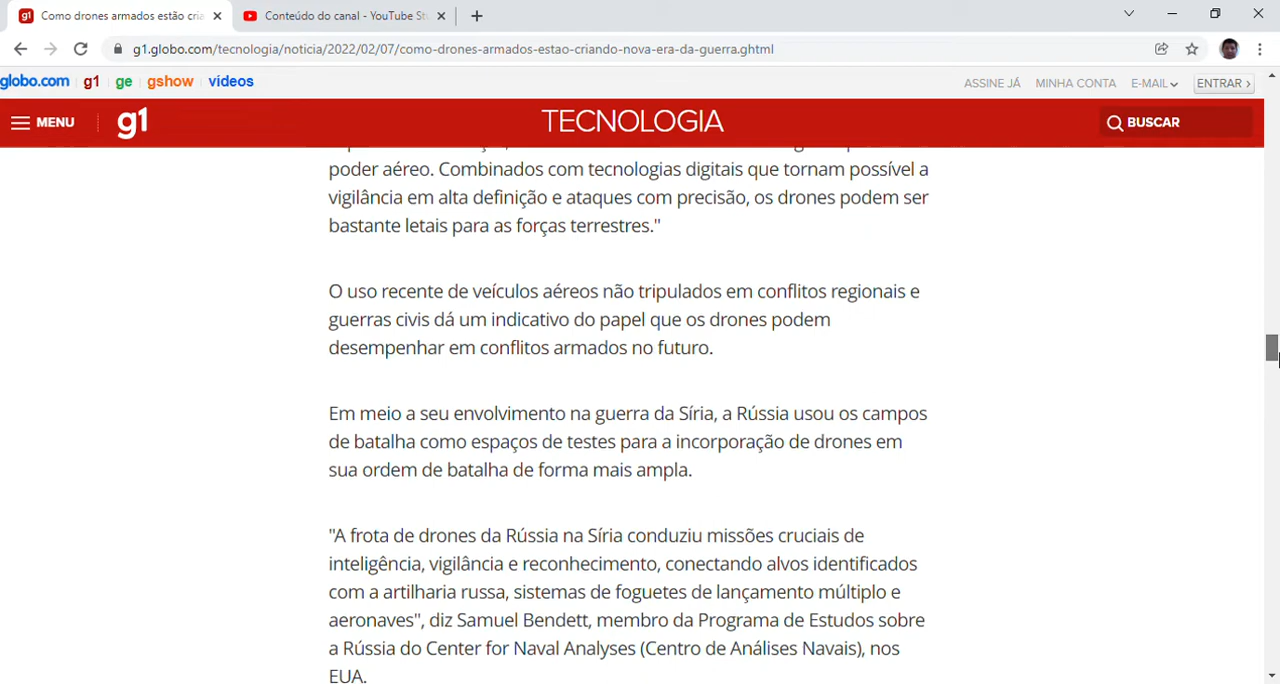 Como drones armados estão cria
Conteúdo do canal - YouTube St
g1.globo.com/tecnologia/noticia/2022/02/07/como-drones-armados-estao-criando-nova-era-da-guerra.ghtml
globo.com g1 ge gshow videos ASSINE JÁ MINHA CONTA E-MAIL ENTRAR ›
MENU g1 TECNOLOGIA BUSCAR
poder aéreo. Combinados com tecnologias digitais que tornam possível a
vigilância em alta definição e ataques com precisão, os drones podem ser
bastante letais para as forças terrestres."
O uso recente de veículos aéreos não tripulados em conflitos regionais e
guerras civis dá um indicativo do papel que os drones podem
desempenhar em conflitos armados no futuro.
Em meio a seu envolvimento na guerra da Síria, a Rússia usou os campos
de batalha como espaços de testes para a incorporação de drones em
sua ordem de batalha de forma mais ampla.
"A frota de drones da Rússia na Síria conduziu missões cruciais de
inteligência, vigilância e reconhecimento, conectando alvos identificados
com a artilharia russa, sistemas de foguetes de lançamento múltiplo e
aeronaves", diz Samuel Bendett, membro da Programa de Estudos sobre
a Rússia do Center for Naval Analyses (Centro de Análises Navais), nos
EUA.